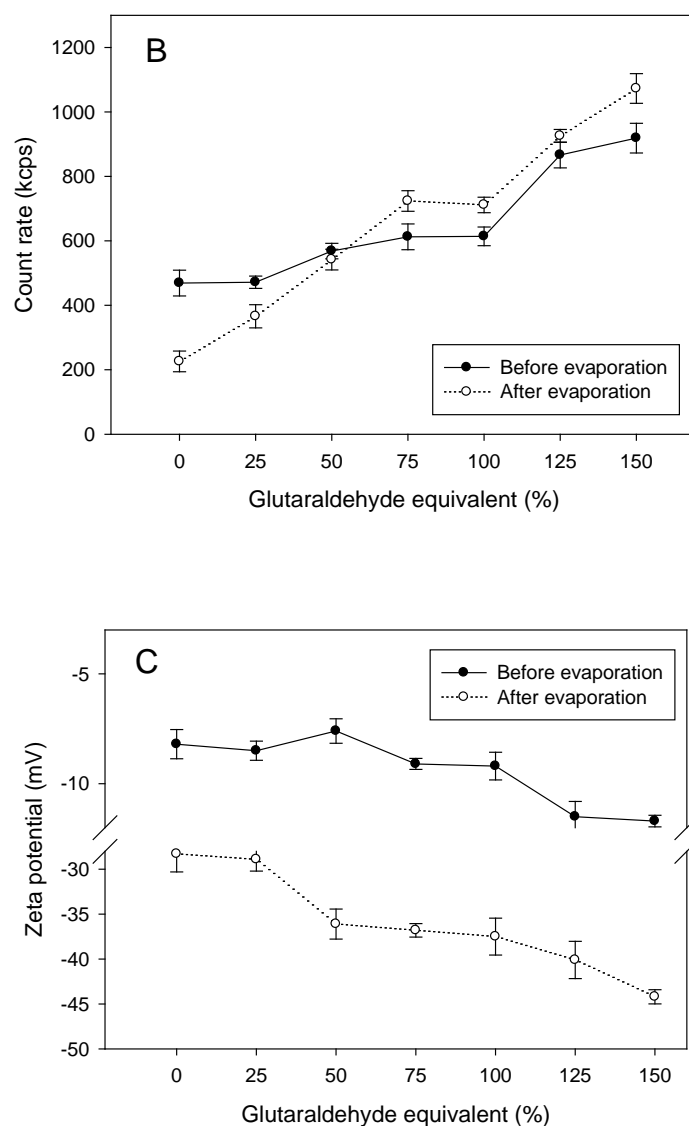 B
1200
1000
800
600
400
200
0
Count rate (kcps)
Before evaporation
After evaporation
0 25 50 75 100 125 150
Glutaraldehyde equivalent (%)
C
-5
-10
-30
-35
-40
-45
-50
Zeta potential (mV)
Before evaporation
After evaporation
0 25 50 75 100 125 150
Glutaraldehyde equivalent (%)